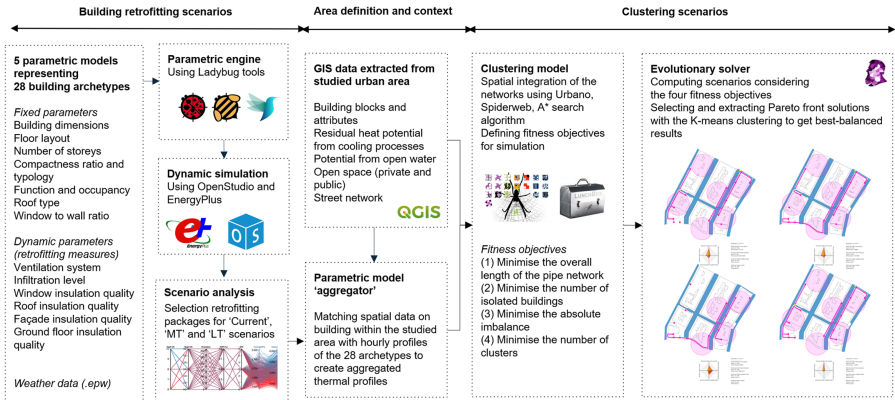 Building retrofitting scenarios
Area definition and context
Clustering scenarios
5 parametric models
representing
28 building archetypes
Fixed parameters
Building dimensions
Floor layout
Number of storeys
Compactness ratio and
typology
Function and occupancy
Roof type
Window to wall ratio
Dynamic parameters
(retrofitting measures)
Ventilation system
Infiltration level
Window insulation quality
Roof insulation quality
Façade insulation quality
Ground floor insulation
quality
Weather data (.epw)
Parametric engine
Using Ladybug tools
Dynamic simulation
Using OpenStudio and
EnergyPlus
e+
EnergyPlus
OS
Scenario analysis
Selection retrofitting
packages for ‘Current’,
‘MT’ and ‘LT’ scenarios
GIS data extracted from
studied urban area
Building blocks and
attributes
Residual heat potential
from cooling processes
Potential from open water
Open space (private and
public)
Street network
QGIS
Parametric model
‘aggregator’
Matching spatial data on
building within the studied
area with hourly profiles
of the 28 archetypes to
create aggregated
thermal profiles
Clustering model
Spatial integration of the
networks using Urbano,
Spiderweb, A* search
algorithm
Defining fitness objectives
for simulation
Fitness objectives
(1) Minimise the overall
length of the pipe network
(2) Minimise the number of
isolated buildings
(3) Minimise the absolute
imbalance
(4) Minimise the number of
clusters
Evolutionary solver
Computing scenarios considering
the four fitness objectives
Selecting and extracting Pareto front solutions
with the K-means clustering to get best-balanced
results